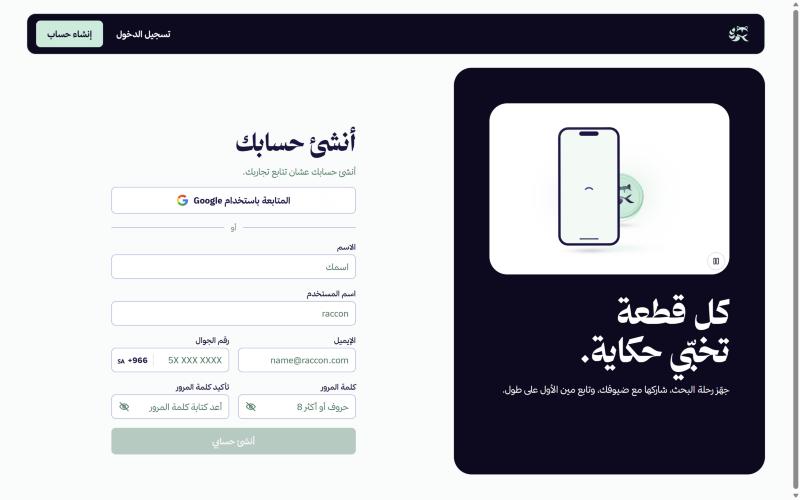 تسجيل الدخول
إنشاء حساب
كل قطعة
تخبّي حكاية.
جهّز رحلة البحث، شاركها مع ضيوفك، وتابع مين الأول على طول.
أنشئ حسابك
أنشئ حسابك عشان تتابع تجاربك.
المتابعة باستخدام Google
أو
الاسم
اسمك
اسم المستخدم
raccon
الإيميل
name@raccon.com
رقم الجوال
5X XXX XXXX
SA +966
كلمة المرور
8 حروف أو أكثر
تأكيد كلمة المرور
أعد كتابة كلمة المرور
أنشئ حسابي